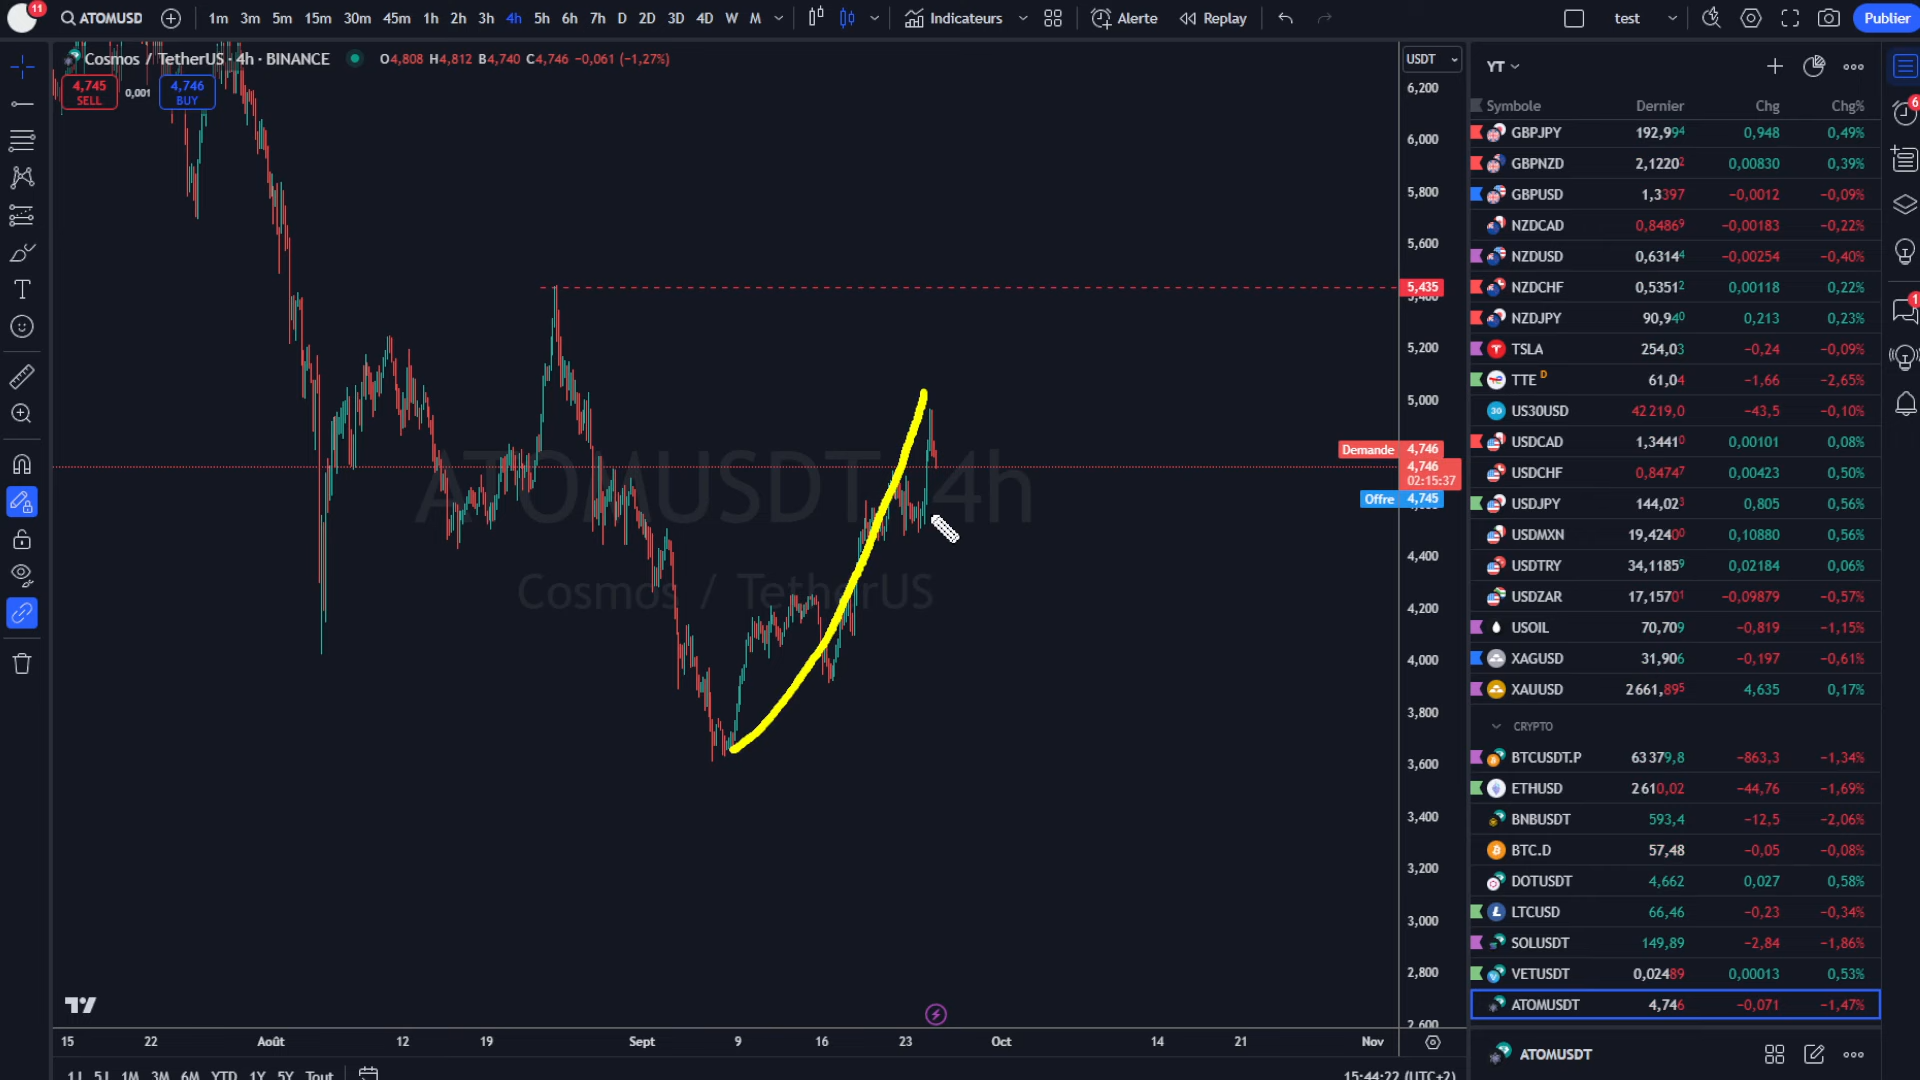 11 ATOMUSD 1m 3m 5m 15m 30m 45m 1h 2h 3h 4h 5h 6h 7h D 2D 3D 4D W M Indicateurs Alerte Replay test Publier
Cosmos / TetherUS · 4h · BINANCE O4,808 H4,812 B4,740 C4,746 −0,061 (−1,27%)
4,745 SELL 0,001 4,746 BUY
USDT
6,200
6,000
5,800
5,600
5,435
5,200
5,000
Demande 4,746
4,746
02:15:37
Offre 4,745
4,400
4,200
4,000
3,800
3,600
3,400
3,200
3,000
2,800
2,600
ATOMUSDT, 4h
Cosmos / TetherUS
15 22 Août 12 19 Sept 9 16 23 Oct 14 21 Nov
1J 5J 1M 3M 6M YTD 1Y 5Y Tout 15:44:22 (UTC+2)
YT
Symbole Dernier Chg Chg%
GBPJPY 192,994 0,948 0,49%
GBPNZD 2,12202 0,00830 0,39%
GBPUSD 1,3397 −0,0012 −0,09%
NZDCAD 0,84869 −0,00183 −0,22%
NZDUSD 0,63144 −0,00254 −0,40%
NZDCHF 0,53512 0,00118 0,22%
NZDJPY 90,940 0,213 0,23%
TSLA 254,03 −0,24 −0,09%
TTE D 61,04 −1,66 −2,65%
30 US30USD 42 219,0 −43,5 −0,10%
USDCAD 1,34410 0,00101 0,08%
USDCHF 0,84747 0,00423 0,50%
USDJPY 144,023 0,805 0,56%
USDMXN 19,42400 0,10880 0,56%
USDTRY 34,11859 0,02184 0,06%
USDZAR 17,15701 −0,09879 −0,57%
USOIL 70,709 −0,819 −1,15%
XAGUSD 31,906 −0,197 −0,61%
XAUUSD 2 661,895 4,635 0,17%
CRYPTO
BTCUSDT.P 63 379,8 −863,3 −1,34%
ETHUSD 2 610,02 −44,76 −1,69%
BNBUSDT 593,4 −12,5 −2,06%
BTC.D 57,48 −0,05 −0,08%
DOTUSDT 4,662 0,027 0,58%
LTCUSD 66,46 −0,23 −0,34%
SOLUSDT 149,89 −2,84 −1,86%
VETUSDT 0,02489 0,00013 0,53%
ATOMUSDT 4,746 −0,071 −1,47%
ATOMUSDT
6
1